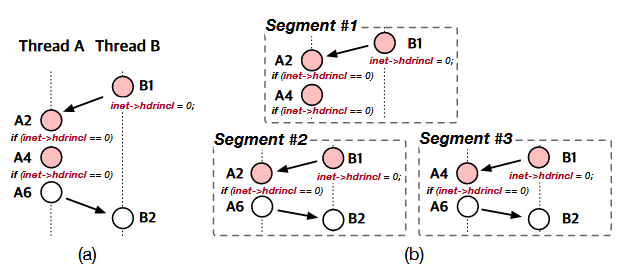 Thread A Thread B
B1
inet->hdrincl = 0;
A2
if (inet->hdrincl == 0)
A4
if (inet->hdrincl == 0)
A6
B2
(a)
Segment #1
B1
A2
inet->hdrincl = 0;
if (inet->hdrincl == 0)
A4
if (inet->hdrincl == 0)
Segment #2
B1
A2
inet->hdrincl = 0;
if (inet->hdrincl == 0)
A6
B2
Segment #3
B1
A4
inet->hdrincl = 0;
if (inet->hdrincl == 0)
A6
B2
(b)